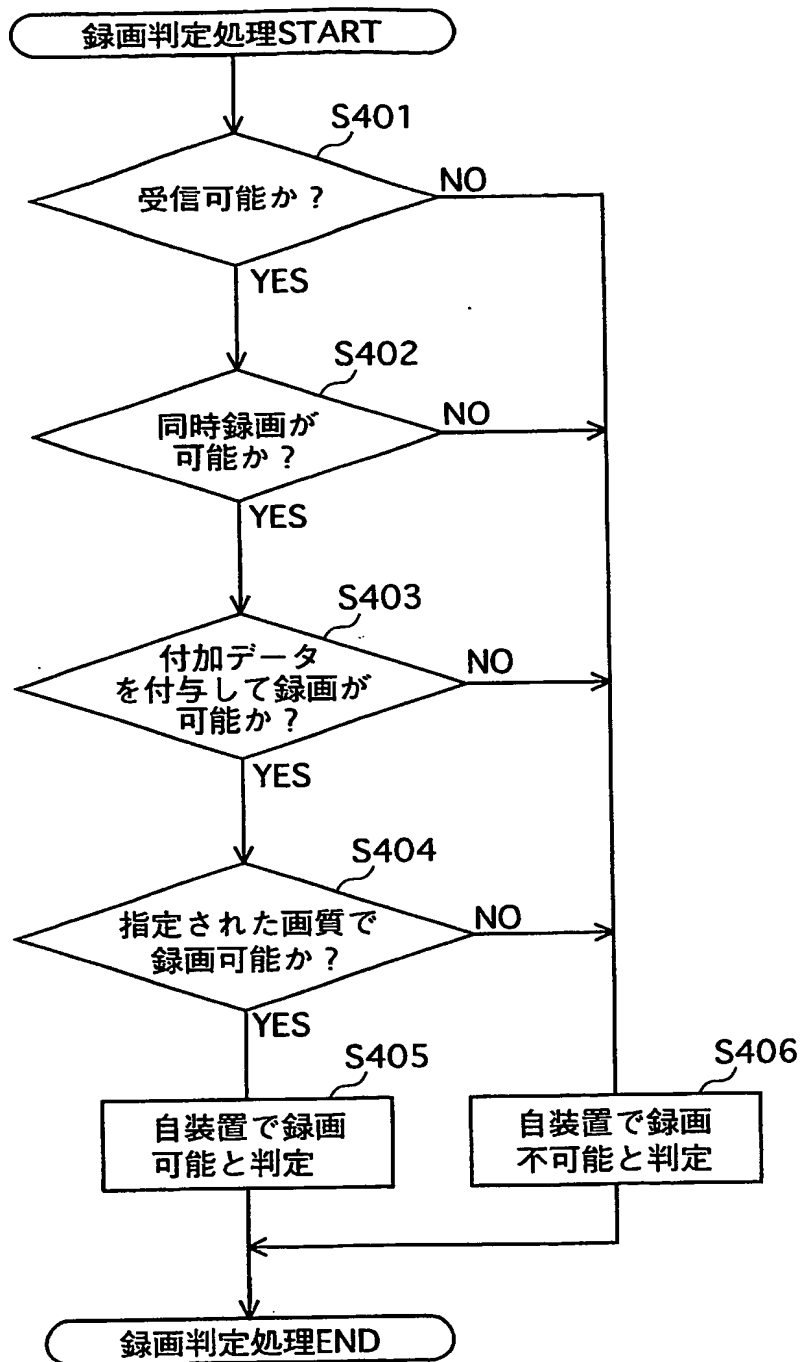 録画判定処理START
S401
受信可能か？
NO
YES
S402
同時録画が
可能か？
NO
YES
S403
付加データ
を付与して録画が
可能か？
NO
YES
S404
指定された画質で
録画可能か？
NO
YES
S405
自装置で録画
可能と判定
S406
自装置で録画
不可能と判定
録画判定処理END